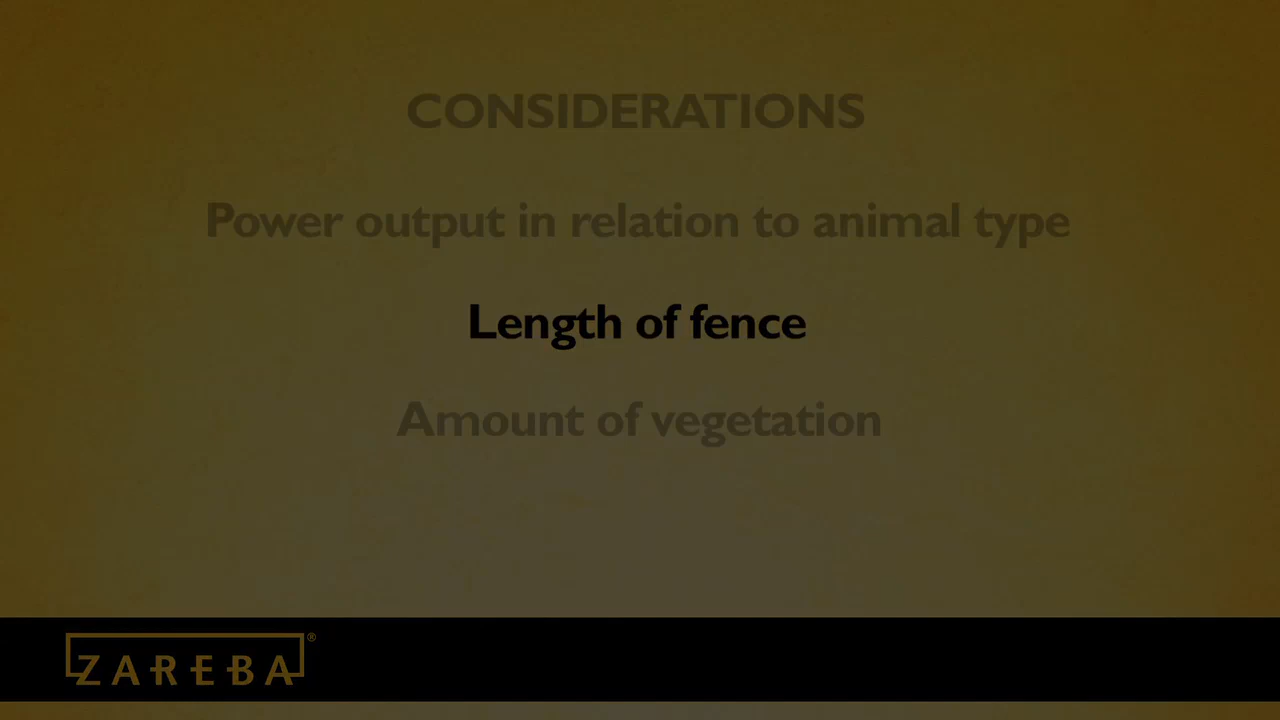 CONSIDERATIONS
Power output in relation to animal type
Length of fence
Amount of vegetation
ZAREBA®